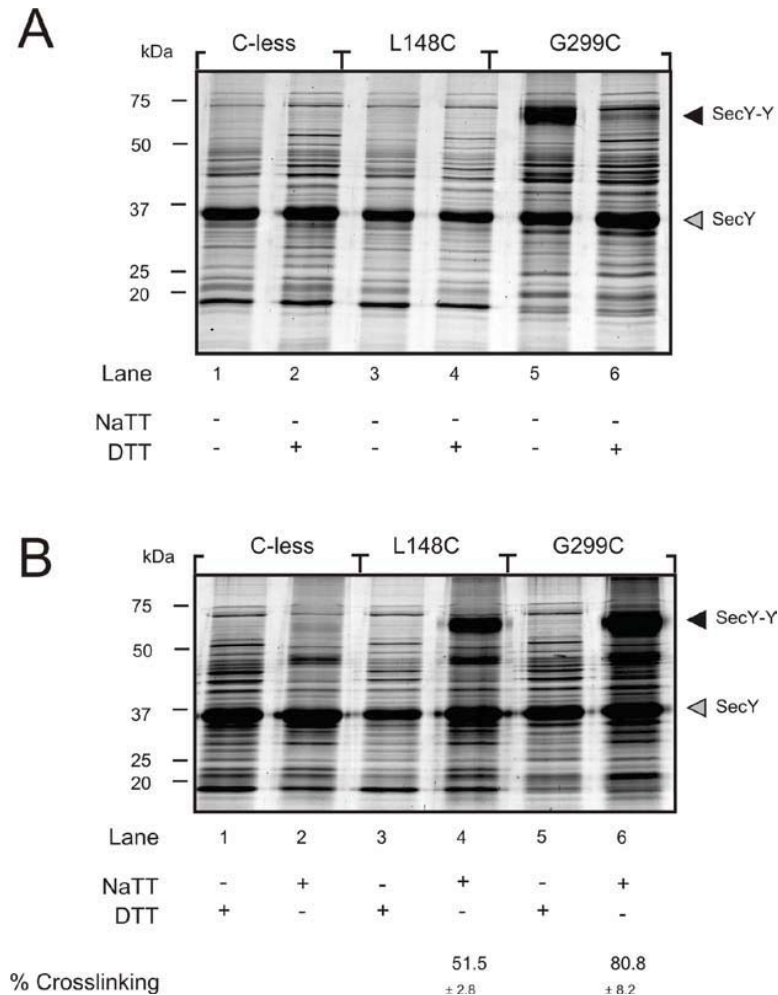 A
kDa
C-less L148C G299C
75
50
37
25
20
SecY-Y
SecY
Lane 1 2 3 4 5 6
NaTT - - - - - -
DTT - + - + - +
B
kDa
C-less L148C G299C
75
50
37
25
20
SecY-Y
SecY
Lane 1 2 3 4 5 6
NaTT - + - + - +
DTT + - + - + -
51.5 80.8
% Crosslinking ± 2.8 ± 8.2